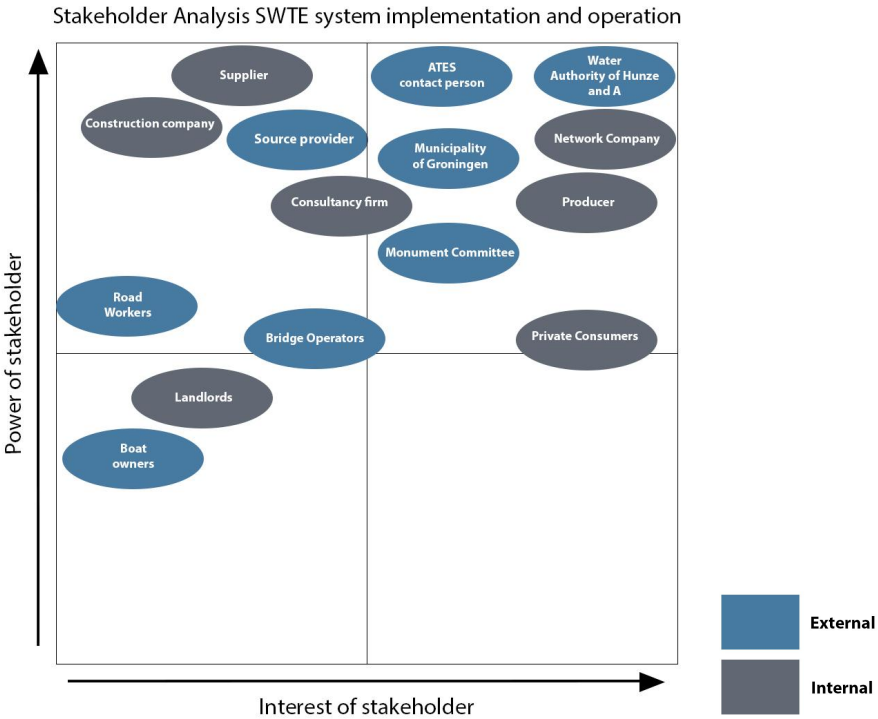 Stakeholder Analysis SWTE system implementation and operation
Supplier
ATES
contact person
Water
Authority of Hunze
and A
Construction company
Source provider
Municipality
of Groningen
Network Company
Consultancy firm
Producer
Monument Committee
Road
Workers
Bridge Operators
Private Consumers
Landlords
Boat
owners
Power of stakeholder
Interest of stakeholder
External
Internal